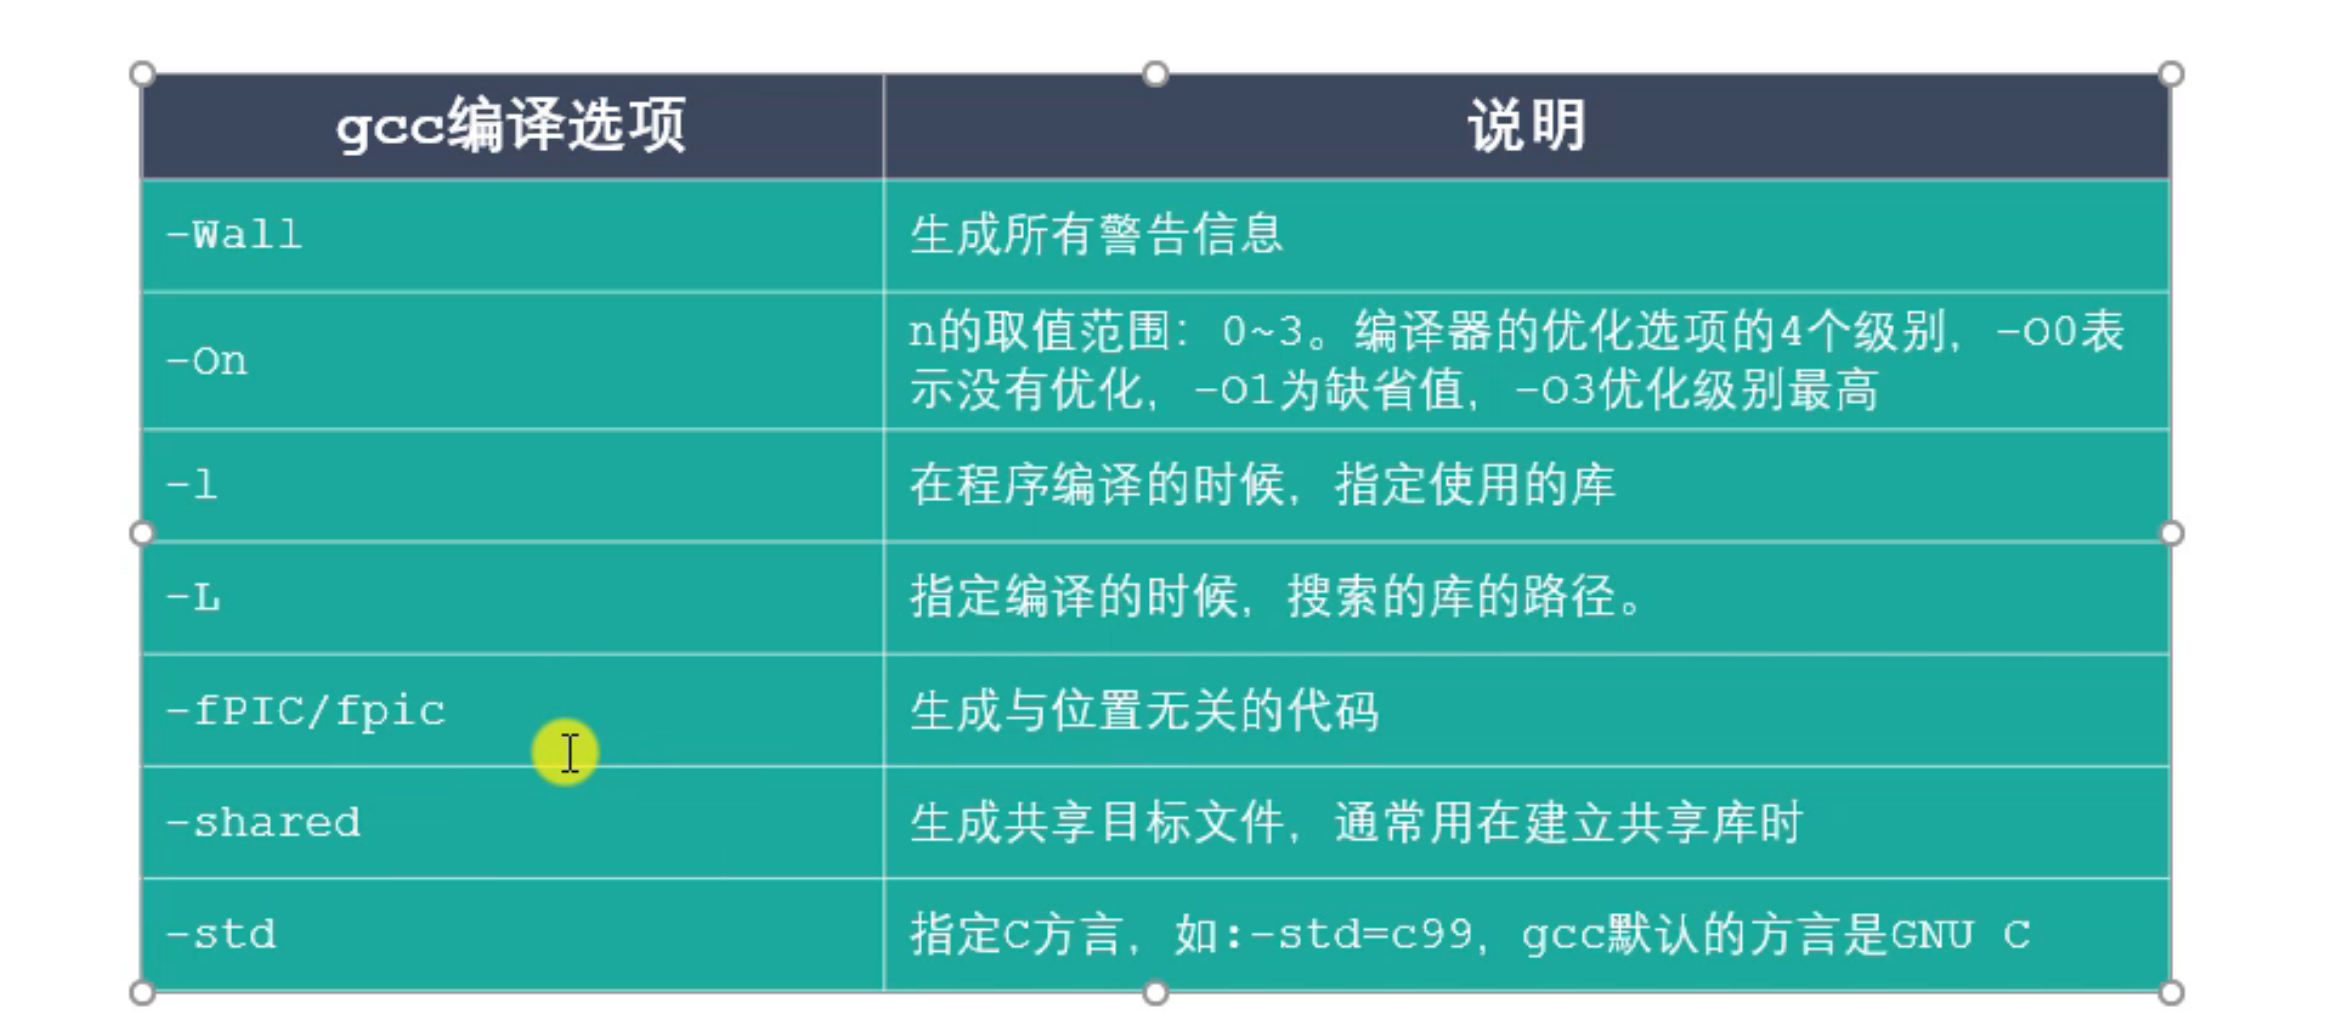 gcc编译选项 说明
-Wall 生成所有警告信息
-On n的取值范围：0~3。编译器的优化选项的4个级别，-O0表
示没有优化，-O1为缺省值，-O3优化级别最高
-l 在程序编译的时候，指定使用的库
-L 指定编译的时候，搜索的库的路径。
-fPIC/fpic 生成与位置无关的代码
-shared 生成共享目标文件，通常用在建立共享库时
-std 指定C方言，如:-std=c99，gcc默认的方言是GNU C